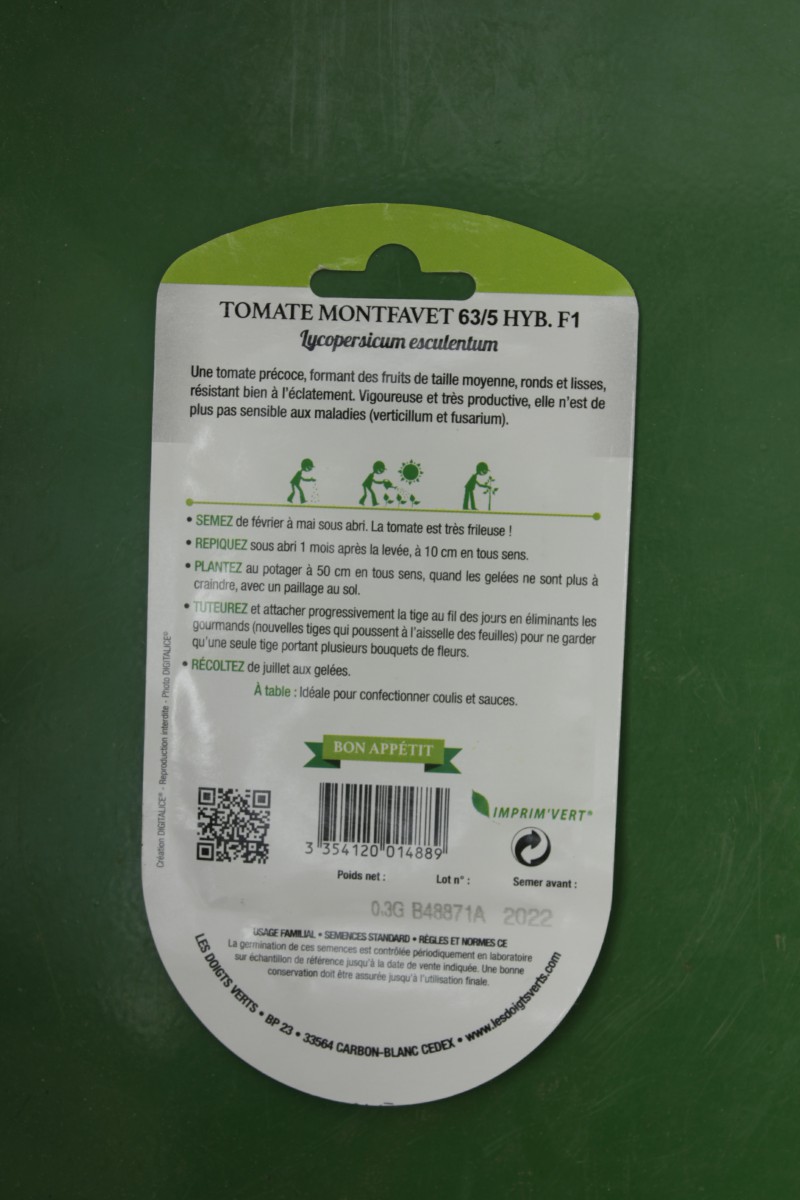 TOMATE MONTFAVET 63/5 HYB. F1
Lycopersicum esculentum
Une tomate précoce, formant des fruits de taille moyenne, ronds et lisses,
résistant bien à l'éclatement. Vigoureuse et très productive, elle n'est de
plus pas sensible aux maladies (verticillum et fusarium).
• SEMEZ de février à mai sous abri. La tomate est très frileuse !
• REPIQUEZ sous abri 1 mois après la levée, à 10 cm en tous sens.
• PLANTEZ au potager à 50 cm en tous sens, quand les gelées ne sont plus à
craindre, avec un paillage au sol.
• TUTEUREZ et attacher progressivement la tige au fil des jours en éliminants les
gourmands (nouvelles tiges qui poussent à l'aisselle des feuilles) pour ne garder
qu'une seule tige portant plusieurs bouquets de fleurs.
• RÉCOLTEZ de juillet aux gelées.
À table : Idéale pour confectionner coulis et sauces.
Création DIGITALICE® - Reproduction interdite - Photo DIGITALICE®
BON APPÉTIT
IMPRIM'VERT®
3 354120 014889
Poids net : Lot n° : Semer avant :
0.3G B48871A 2022
USAGE FAMILIAL • SEMENCES STANDARD • RÈGLES ET NORMES CE
La germination de ces semences est contrôlée périodiquement en laboratoire
sur échantillon de référence jusqu'à la date de vente indiquée. Une bonne
conservation doit être assurée jusqu'à l'utilisation finale.
LES DOIGTS VERTS • BP 23 • 33564 CARBON-BLANC CEDEX • www.lesdoigtsverts.com